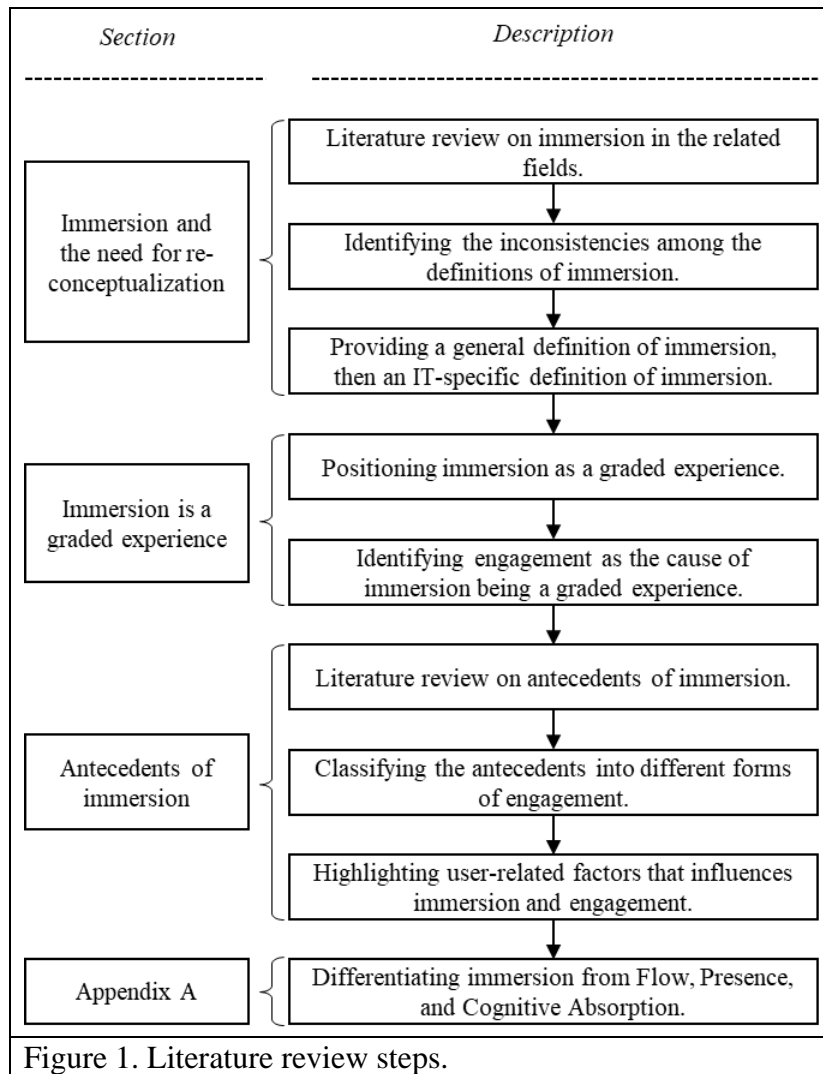 Section
Description
Immersion and
the need for re-
conceptualization
Literature review on immersion in the related
fields.
Identifying the inconsistencies among the
definitions of immersion.
Providing a general definition of immersion,
then an IT-specific definition of immersion.
Immersion is a
graded experience
Positioning immersion as a graded experience.
Identifying engagement as the cause of
immersion being a graded experience.
Antecedents of
immersion
Literature review on antecedents of immersion.
Classifying the antecedents into different forms
of engagement.
Highlighting user-related factors that influences
immersion and engagement.
Appendix A
Differentiating immersion from Flow, Presence,
and Cognitive Absorption.
Figure 1. Literature review steps.